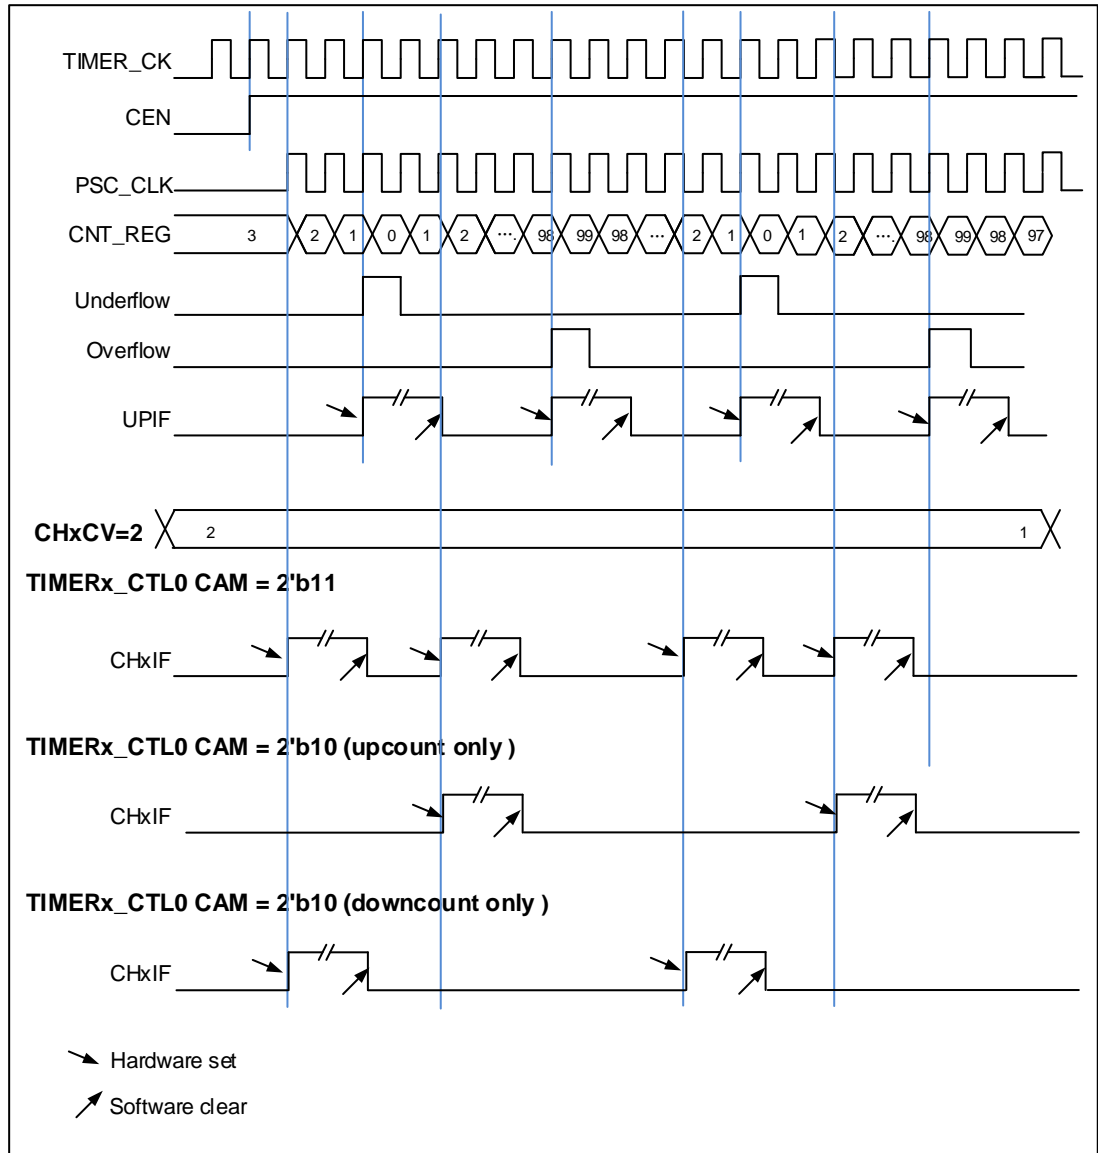 TIMER_CK
CEN
PSC_CLK
CNT_REG 3 2 1 0 1 2 .... 98 99 98 ... 2 1 0 1 2 .... 98 99 98 97
Underflow
Overflow
UPIF
CHxCV=2 2 1
TIMERx_CTL0 CAM = 2'b11
CHxIF
TIMERx_CTL0 CAM = 2'b10 (upcount only )
CHxIF
TIMERx_CTL0 CAM = 2'b10 (downcount only )
CHxIF
Hardware set
Software clear